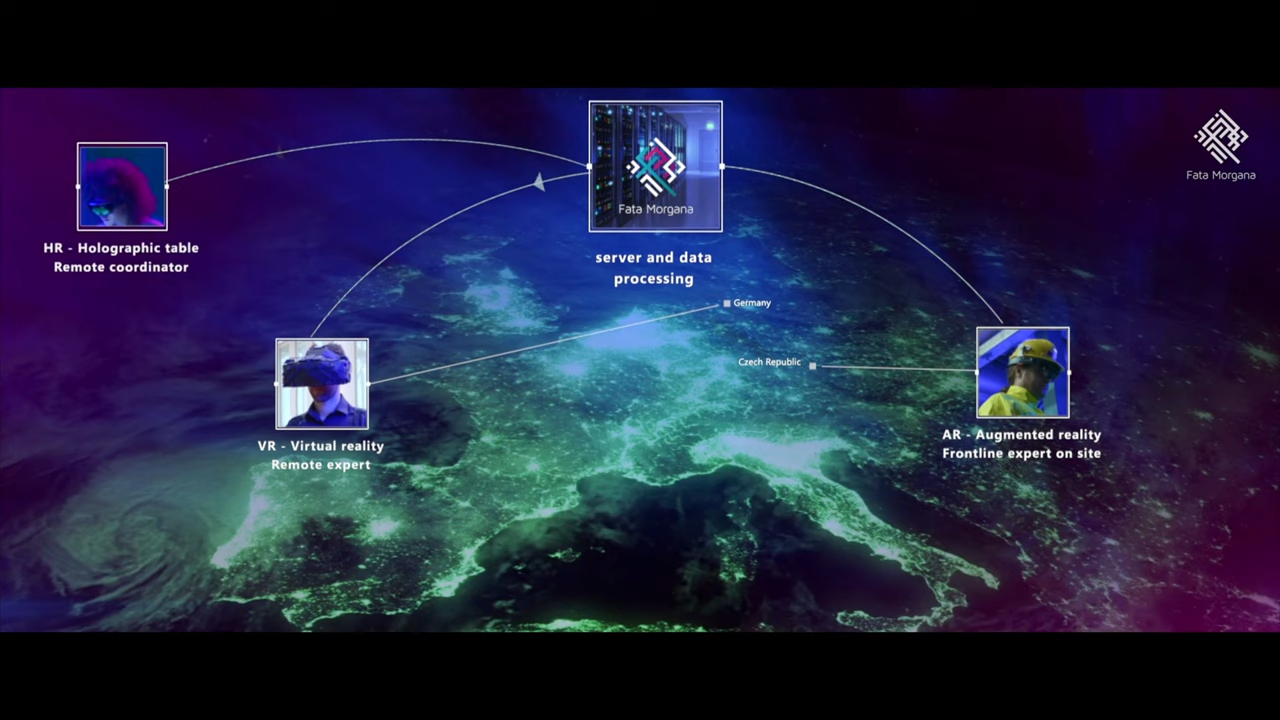 Fata Morgana
Fata Morgana
HR - Holographic table
Remote coordinator
server and data
processing
Germany
Czech Republic
VR - Virtual reality
Remote expert
AR - Augmented reality
Frontline expert on site